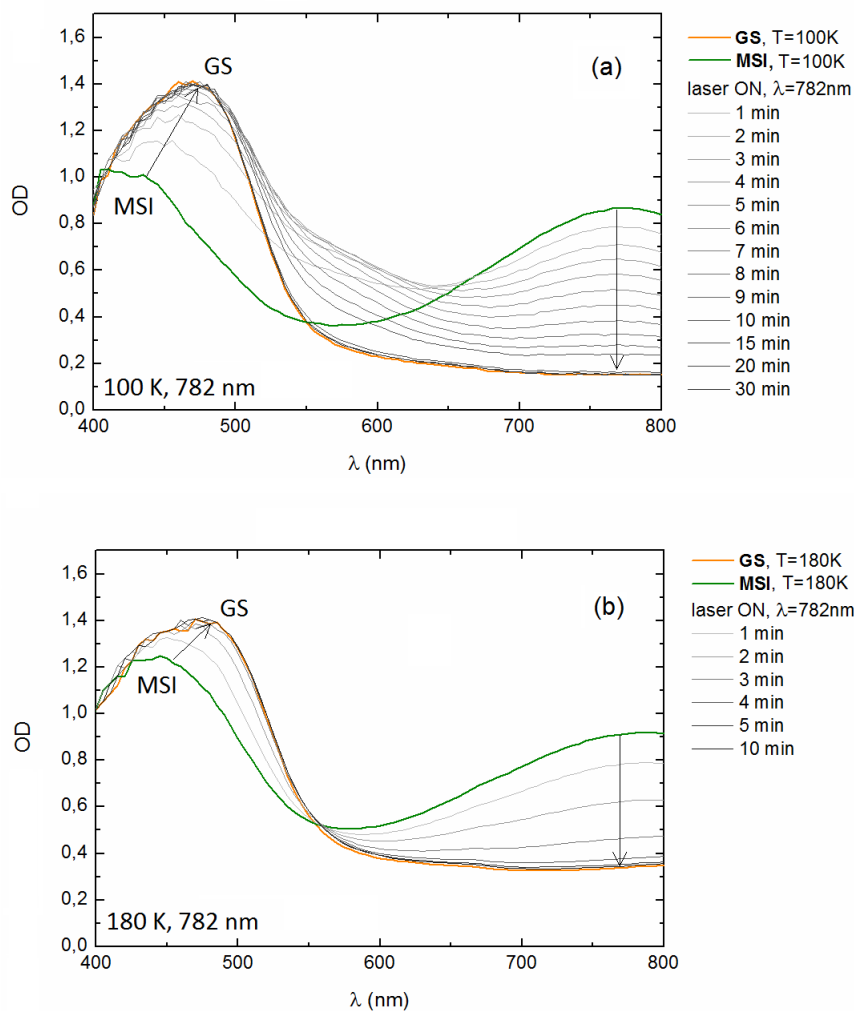 1,6
1,4
1,2
1,0
0,8
0,6
0,4
0,2
0,0
OD
GS
MSI
(a)
100 K, 782 nm
400 500 600 700 800
λ (nm)
GS, T=100K
MSI, T=100K
laser ON, λ=782nm
1 min
2 min
3 min
4 min
5 min
6 min
7 min
8 min
9 min
10 min
15 min
20 min
30 min
1,6
1,4
1,2
1,0
0,8
0,6
0,4
0,2
0,0
OD
GS
MSI
(b)
180 K, 782 nm
400 500 600 700 800
λ (nm)
GS, T=180K
MSI, T=180K
laser ON, λ=782nm
1 min
2 min
3 min
4 min
5 min
10 min